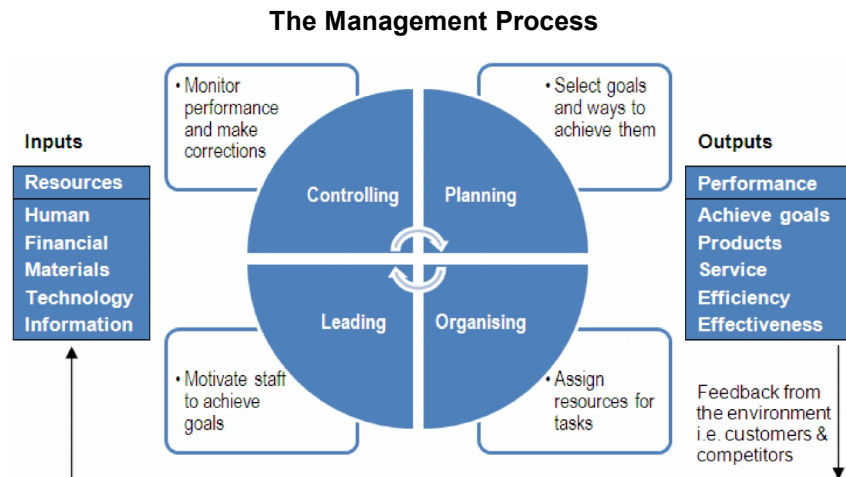 The Management Process
• Monitor
performance
and make
corrections
• Select goals
and ways to
achieve them
Inputs
Resources
Human
Financial
Materials
Technology
Information
Controlling
Planning
Leading
Organising
Outputs
Performance
Achieve goals
Products
Service
Efficiency
Effectiveness
• Motivate staff
to achieve
goals
• Assign
resources for
tasks
Feedback from
the environment
i.e. customers &
competitors